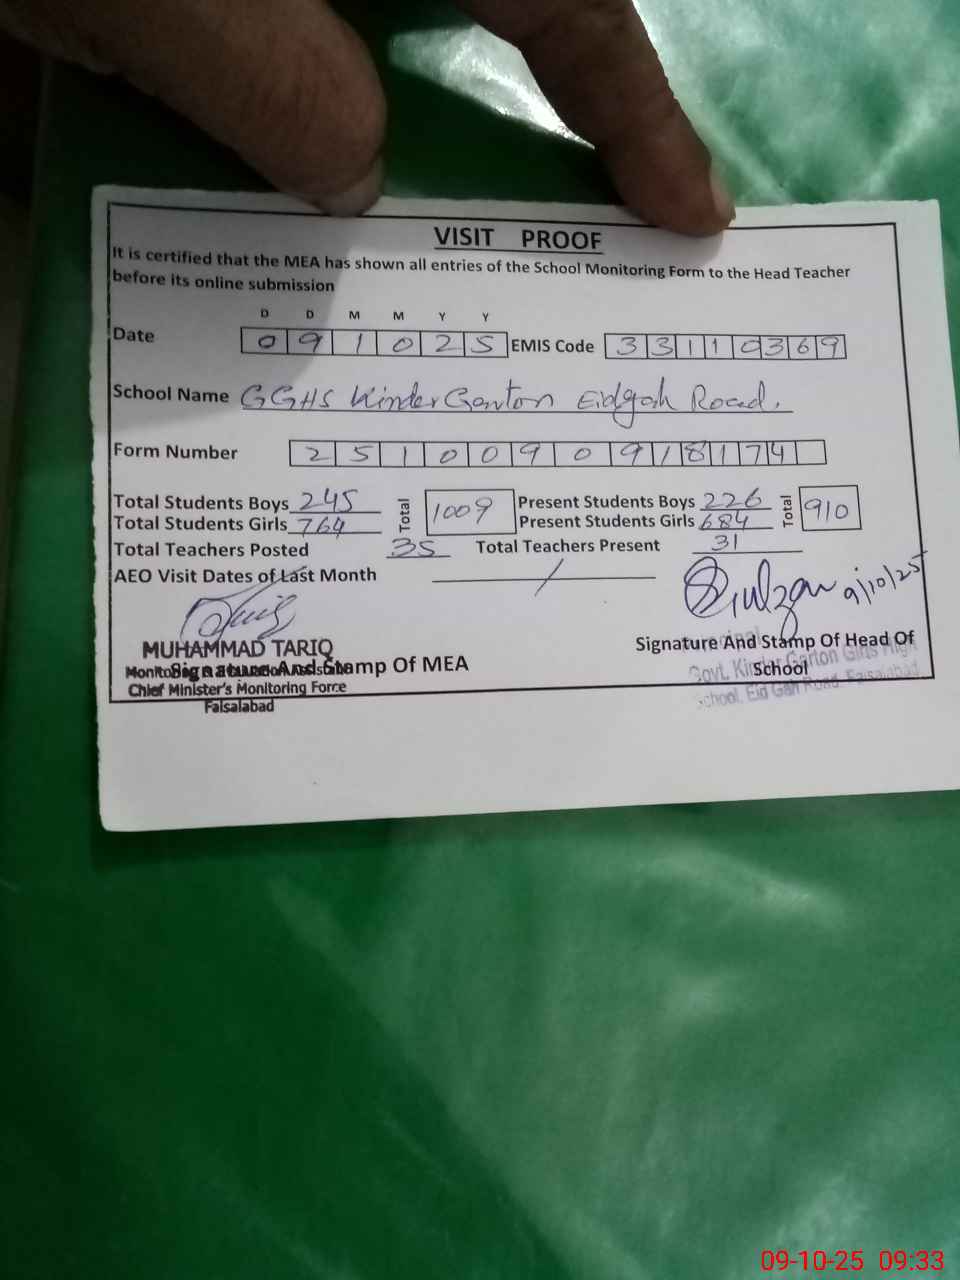 VISIT PROOF
It is certified that the MEA has shown all entries of the School Monitoring Form to the Head Teacher
before its online submission
D D M M Y Y
Date 0 9 1 0 2 5 EMIS Code 3 3 1 1 0 3 6 9
School Name GGHS Kinder Garton Eidgah Road.
Form Number 2 5 1 0 0 9 0 9 1 8 1 7 4
Total Students Boys 245 Total 1009 Present Students Boys 226 Total 910
Total Students Girls 764 Present Students Girls 684
Total Teachers Posted 35 Total Teachers Present 31
AEO Visit Dates of Last Month /
9/10/25
MUHAMMAD TARIQ
Signature And Stamp Of MEA
Chief Minister's Monitoring Force
Faisalabad
Signature And Stamp Of Head Of
School
Govt. Kinder Garton Girls High
School, Eid Gah Road, Faisalabad
09-10-25 09:33